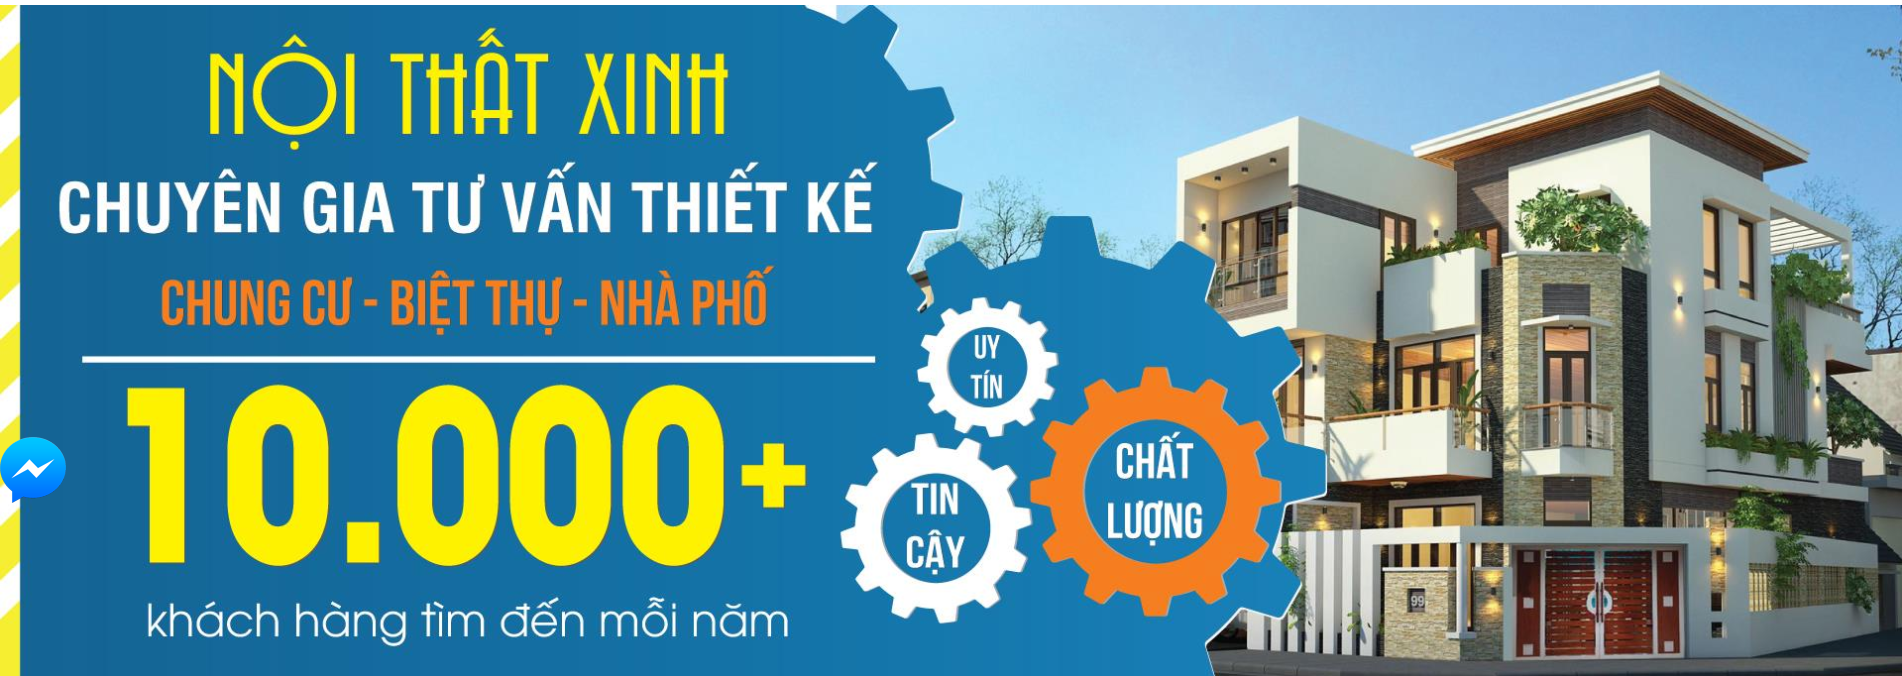 NỘI THẤT XINH
CHUYÊN GIA TƯ VẤN THIẾT KẾ
CHUNG CƯ - BIỆT THỰ - NHÀ PHỐ
10.000+
khách hàng tìm đến mỗi năm
UY
TÍN
TIN
CẬY
CHẤT
LƯỢNG
99